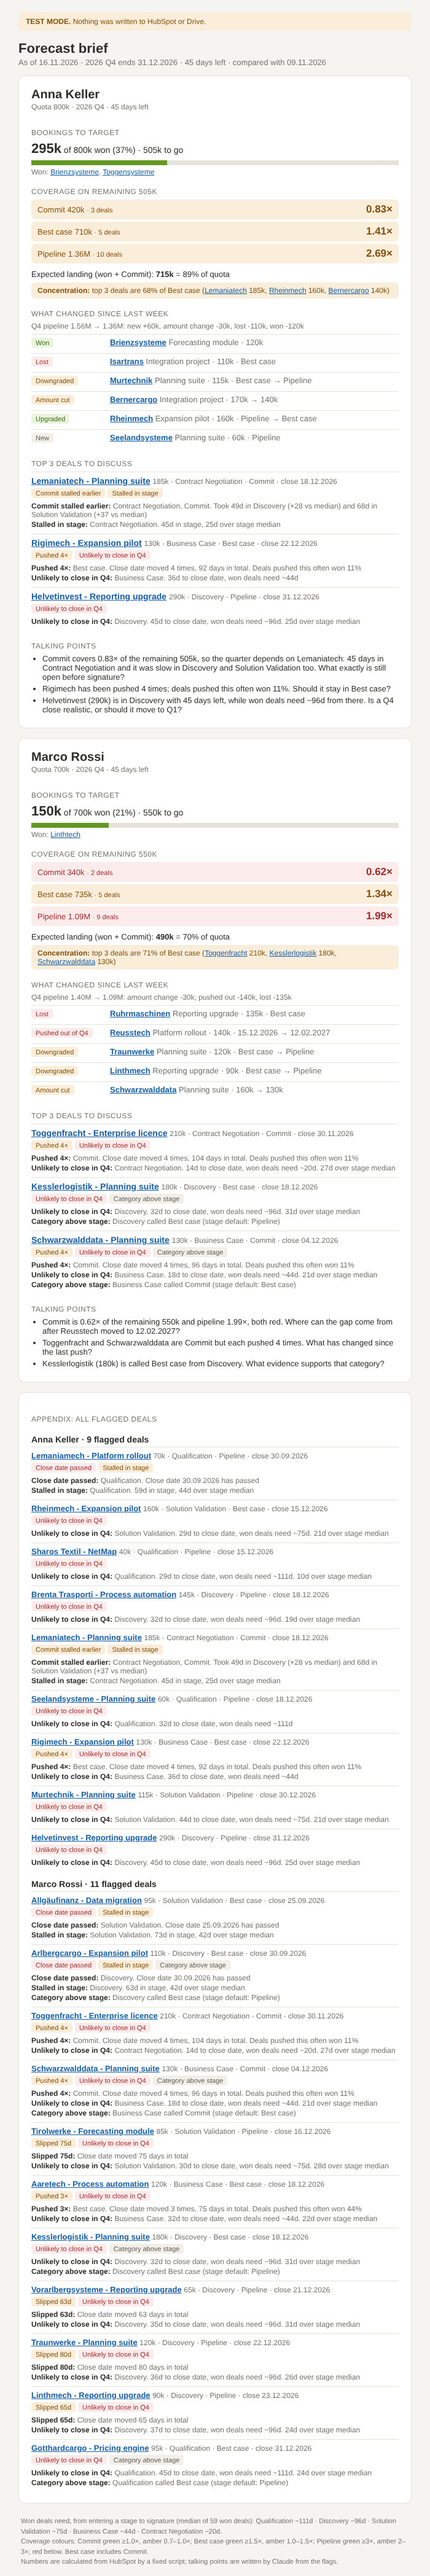 TEST MODE. Nothing was written to HubSpot or Drive.
Forecast brief
As of 16.11.2026 · 2026 Q4 ends 31.12.2026 · 45 days left · compared with 09.11.2026
Anna Keller
Quota 800k · 2026 Q4 · 45 days left
BOOKINGS TO TARGET
295k of 800k won (37%) · 505k to go
Won: Brienzsysteme, Toggensysteme
COVERAGE ON REMAINING 505K
Commit 420k · 3 deals 0.83×
Best case 710k · 5 deals 1.41×
Pipeline 1.36M · 10 deals 2.69×
Expected landing (won + Commit): 715k = 89% of quota
Concentration: top 3 deals are 68% of Best case (Lemaniatech 185k, Rheinmech 160k, Bernercargo 140k)
WHAT CHANGED SINCE LAST WEEK
Q4 pipeline 1.56M → 1.36M: new +60k, amount change -30k, lost -110k, won -120k
Won Brienzsysteme Forecasting module · 120k
Lost Isartrans Integration project · 110k · Best case
Downgraded Murtechnik Planning suite · 115k · Best case → Pipeline
Amount cut Bernercargo Integration project · 170k → 140k
Upgraded Rheinmech Expansion pilot · 160k · Pipeline → Best case
New Seelandsysteme Planning suite · 60k · Pipeline
TOP 3 DEALS TO DISCUSS
Lemaniatech - Planning suite 185k · Contract Negotiation · Commit · close 18.12.2026
Commit stalled earlier Stalled in stage
Commit stalled earlier: Contract Negotiation, Commit. Took 49d in Discovery (+28 vs median) and 68d in
Solution Validation (+37 vs median)
Stalled in stage: Contract Negotiation. 45d in stage, 25d over stage median
Rigimech - Expansion pilot 130k · Business Case · Best case · close 22.12.2026
Pushed 4× Unlikely to close in Q4
Pushed 4×: Best case. Close date moved 4 times, 92 days in total. Deals pushed this often won 11%
Unlikely to close in Q4: Business Case. 36d to close date, won deals need ~44d
Helvetinvest - Reporting upgrade 290k · Discovery · Pipeline · close 31.12.2026
Unlikely to close in Q4
Unlikely to close in Q4: Discovery. 45d to close date, won deals need ~96d. 25d over stage median
TALKING POINTS
• Commit covers 0.83× of the remaining 505k, so the quarter depends on Lemaniatech: 45 days in
Contract Negotiation and it was slow in Discovery and Solution Validation too. What exactly is still
open before signature?
• Rigimech has been pushed 4 times; deals pushed this often won 11%. Should it stay in Best case?
• Helvetinvest (290k) is in Discovery with 45 days left, while won deals need ~96d from there. Is a Q4
close realistic, or should it move to Q1?
Marco Rossi
Quota 700k · 2026 Q4 · 45 days left
BOOKINGS TO TARGET
150k of 700k won (21%) · 550k to go
Won: Linthtech
COVERAGE ON REMAINING 550K
Commit 340k · 2 deals 0.62×
Best case 735k · 5 deals 1.34×
Pipeline 1.09M · 9 deals 1.99×
Expected landing (won + Commit): 490k = 70% of quota
Concentration: top 3 deals are 71% of Best case (Toggenfracht 210k, Kesslerlogistik 180k,
Schwarzwalddata 130k)
WHAT CHANGED SINCE LAST WEEK
Q4 pipeline 1.40M → 1.09M: amount change -30k, pushed out -140k, lost -135k
Lost Ruhrmaschinen Reporting upgrade · 135k · Best case
Pushed out of Q4 Reusstech Platform rollout · 140k · 15.12.2026 → 12.02.2027
Downgraded Traunwerke Planning suite · 120k · Best case → Pipeline
Downgraded Linthmech Reporting upgrade · 90k · Best case → Pipeline
Amount cut Schwarzwalddata Planning suite · 160k → 130k
TOP 3 DEALS TO DISCUSS
Toggenfracht - Enterprise licence 210k · Contract Negotiation · Commit · close 30.11.2026
Pushed 4× Unlikely to close in Q4
Pushed 4×: Commit. Close date moved 4 times, 104 days in total. Deals pushed this often won 11%
Unlikely to close in Q4: Contract Negotiation. 14d to close date, won deals need ~20d. 27d over stage median
Kesslerlogistik - Planning suite 180k · Discovery · Best case · close 18.12.2026
Unlikely to close in Q4 Category above stage
Unlikely to close in Q4: Discovery. 32d to close date, won deals need ~96d. 31d over stage median
Category above stage: Discovery called Best case (stage default: Pipeline)
Schwarzwalddata - Planning suite 130k · Business Case · Commit · close 04.12.2026
Pushed 4× Unlikely to close in Q4 Category above stage
Pushed 4×: Commit. Close date moved 4 times, 96 days in total. Deals pushed this often won 11%
Unlikely to close in Q4: Business Case. 18d to close date, won deals need ~44d. 21d over stage median
Category above stage: Business Case called Commit (stage default: Best case)
TALKING POINTS
• Commit is 0.62× of the remaining 550k and pipeline 1.99×, both red. Where can the gap come from
after Reusstech moved to 12.02.2027?
• Toggenfracht and Schwarzwalddata are Commit but each pushed 4 times. What has changed since
the last push?
• Kesslerlogistik (180k) is called Best case from Discovery. What evidence supports that category?
APPENDIX: ALL FLAGGED DEALS
Anna Keller · 9 flagged deals
Lemaniamech - Platform rollout 70k · Qualification · Pipeline · close 30.09.2026
Close date passed Stalled in stage
Close date passed: Qualification. Close date 30.09.2026 has passed
Stalled in stage: Qualification. 59d in stage, 44d over stage median
Rheinmech - Expansion pilot 160k · Solution Validation · Best case · close 15.12.2026
Unlikely to close in Q4
Unlikely to close in Q4: Solution Validation. 29d to close date, won deals need ~75d. 21d over stage median
Sharos Textil - NetMap 40k · Qualification · Pipeline · close 15.12.2026
Unlikely to close in Q4
Unlikely to close in Q4: Qualification. 29d to close date, won deals need ~111d. 10d over stage median
Brenta Trasporti - Process automation 145k · Discovery · Pipeline · close 18.12.2026
Unlikely to close in Q4
Unlikely to close in Q4: Discovery. 32d to close date, won deals need ~96d. 19d over stage median
Lemaniatech - Planning suite 185k · Contract Negotiation · Commit · close 18.12.2026
Commit stalled earlier Stalled in stage
Commit stalled earlier: Contract Negotiation, Commit. Took 49d in Discovery (+28 vs median) and 68d in
Solution Validation (+37 vs median)
Stalled in stage: Contract Negotiation. 45d in stage, 25d over stage median
Seelandsysteme - Planning suite 60k · Qualification · Pipeline · close 18.12.2026
Unlikely to close in Q4
Unlikely to close in Q4: Qualification. 32d to close date, won deals need ~111d
Rigimech - Expansion pilot 130k · Business Case · Best case · close 22.12.2026
Pushed 4× Unlikely to close in Q4
Pushed 4×: Best case. Close date moved 4 times, 92 days in total. Deals pushed this often won 11%
Unlikely to close in Q4: Business Case. 36d to close date, won deals need ~44d
Murtechnik - Planning suite 115k · Solution Validation · Pipeline · close 30.12.2026
Unlikely to close in Q4
Unlikely to close in Q4: Solution Validation. 44d to close date, won deals need ~75d. 21d over stage median
Helvetinvest - Reporting upgrade 290k · Discovery · Pipeline · close 31.12.2026
Unlikely to close in Q4
Unlikely to close in Q4: Discovery. 45d to close date, won deals need ~96d. 25d over stage median
Marco Rossi · 11 flagged deals
Allgäufinanz - Data migration 95k · Solution Validation · Best case · close 25.09.2026
Close date passed Stalled in stage
Close date passed: Solution Validation. Close date 25.09.2026 has passed
Stalled in stage: Solution Validation. 73d in stage, 42d over stage median
Arlbergcargo - Expansion pilot 110k · Discovery · Best case · close 30.09.2026
Close date passed Stalled in stage Category above stage
Close date passed: Discovery. Close date 30.09.2026 has passed
Stalled in stage: Discovery. 63d in stage, 42d over stage median
Category above stage: Discovery called Best case (stage default: Pipeline)
Toggenfracht - Enterprise licence 210k · Contract Negotiation · Commit · close 30.11.2026
Pushed 4× Unlikely to close in Q4
Pushed 4×: Commit. Close date moved 4 times, 104 days in total. Deals pushed this often won 11%
Unlikely to close in Q4: Contract Negotiation. 14d to close date, won deals need ~20d. 27d over stage median
Schwarzwalddata - Planning suite 130k · Business Case · Commit · close 04.12.2026
Pushed 4× Unlikely to close in Q4 Category above stage
Pushed 4×: Commit. Close date moved 4 times, 96 days in total. Deals pushed this often won 11%
Unlikely to close in Q4: Business Case. 18d to close date, won deals need ~44d. 21d over stage median
Category above stage: Business Case called Commit (stage default: Best case)
Tirolwerke - Forecasting module 85k · Solution Validation · Pipeline · close 16.12.2026
Slipped 75d Unlikely to close in Q4
Slipped 75d: Close date moved 75 days in total
Unlikely to close in Q4: Solution Validation. 30d to close date, won deals need ~75d. 28d over stage median
Aaretech - Process automation 120k · Business Case · Best case · close 18.12.2026
Pushed 3× Unlikely to close in Q4
Pushed 3×: Best case. Close date moved 3 times, 75 days in total. Deals pushed this often won 44%
Unlikely to close in Q4: Business Case. 32d to close date, won deals need ~44d. 22d over stage median
Kesslerlogistik - Planning suite 180k · Discovery · Best case · close 18.12.2026
Unlikely to close in Q4 Category above stage
Unlikely to close in Q4: Discovery. 32d to close date, won deals need ~96d. 31d over stage median
Category above stage: Discovery called Best case (stage default: Pipeline)
Vorarlbergsysteme - Reporting upgrade 65k · Discovery · Pipeline · close 21.12.2026
Slipped 63d Unlikely to close in Q4
Slipped 63d: Close date moved 63 days in total
Unlikely to close in Q4: Discovery. 35d to close date, won deals need ~96d. 31d over stage median
Traunwerke - Planning suite 120k · Discovery · Pipeline · close 22.12.2026
Slipped 80d Unlikely to close in Q4
Slipped 80d: Close date moved 80 days in total
Unlikely to close in Q4: Discovery. 36d to close date, won deals need ~96d. 26d over stage median
Linthmech - Reporting upgrade 90k · Discovery · Pipeline · close 23.12.2026
Slipped 65d Unlikely to close in Q4
Slipped 65d: Close date moved 65 days in total
Unlikely to close in Q4: Discovery. 37d to close date, won deals need ~96d. 24d over stage median
Gotthardcargo - Pricing engine 95k · Qualification · Best case · close 31.12.2026
Unlikely to close in Q4 Category above stage
Unlikely to close in Q4: Qualification. 45d to close date, won deals need ~111d. 24d over stage median
Category above stage: Qualification called Best case (stage default: Pipeline)
Won deals need, from entering a stage to signature (median of 59 won deals): Qualification ~111d · Discovery ~96d · Solution
Validation ~75d · Business Case ~44d · Contract Negotiation ~20d.
Coverage colours: Commit green ≥1.0×, amber 0.7–1.0×; Best case green ≥1.5×, amber 1.0–1.5×; Pipeline green ≥3×, amber 2–
3×; red below. Best case includes Commit.
Numbers are calculated from HubSpot by a fixed script; talking points are written by Claude from the flags.